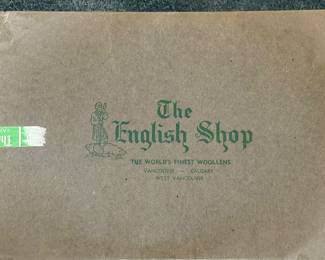 The
English Shop
THE WORLD'S FINEST WOOLLENS
VANCOUVER — CALGARY
WEST VANCOUVER